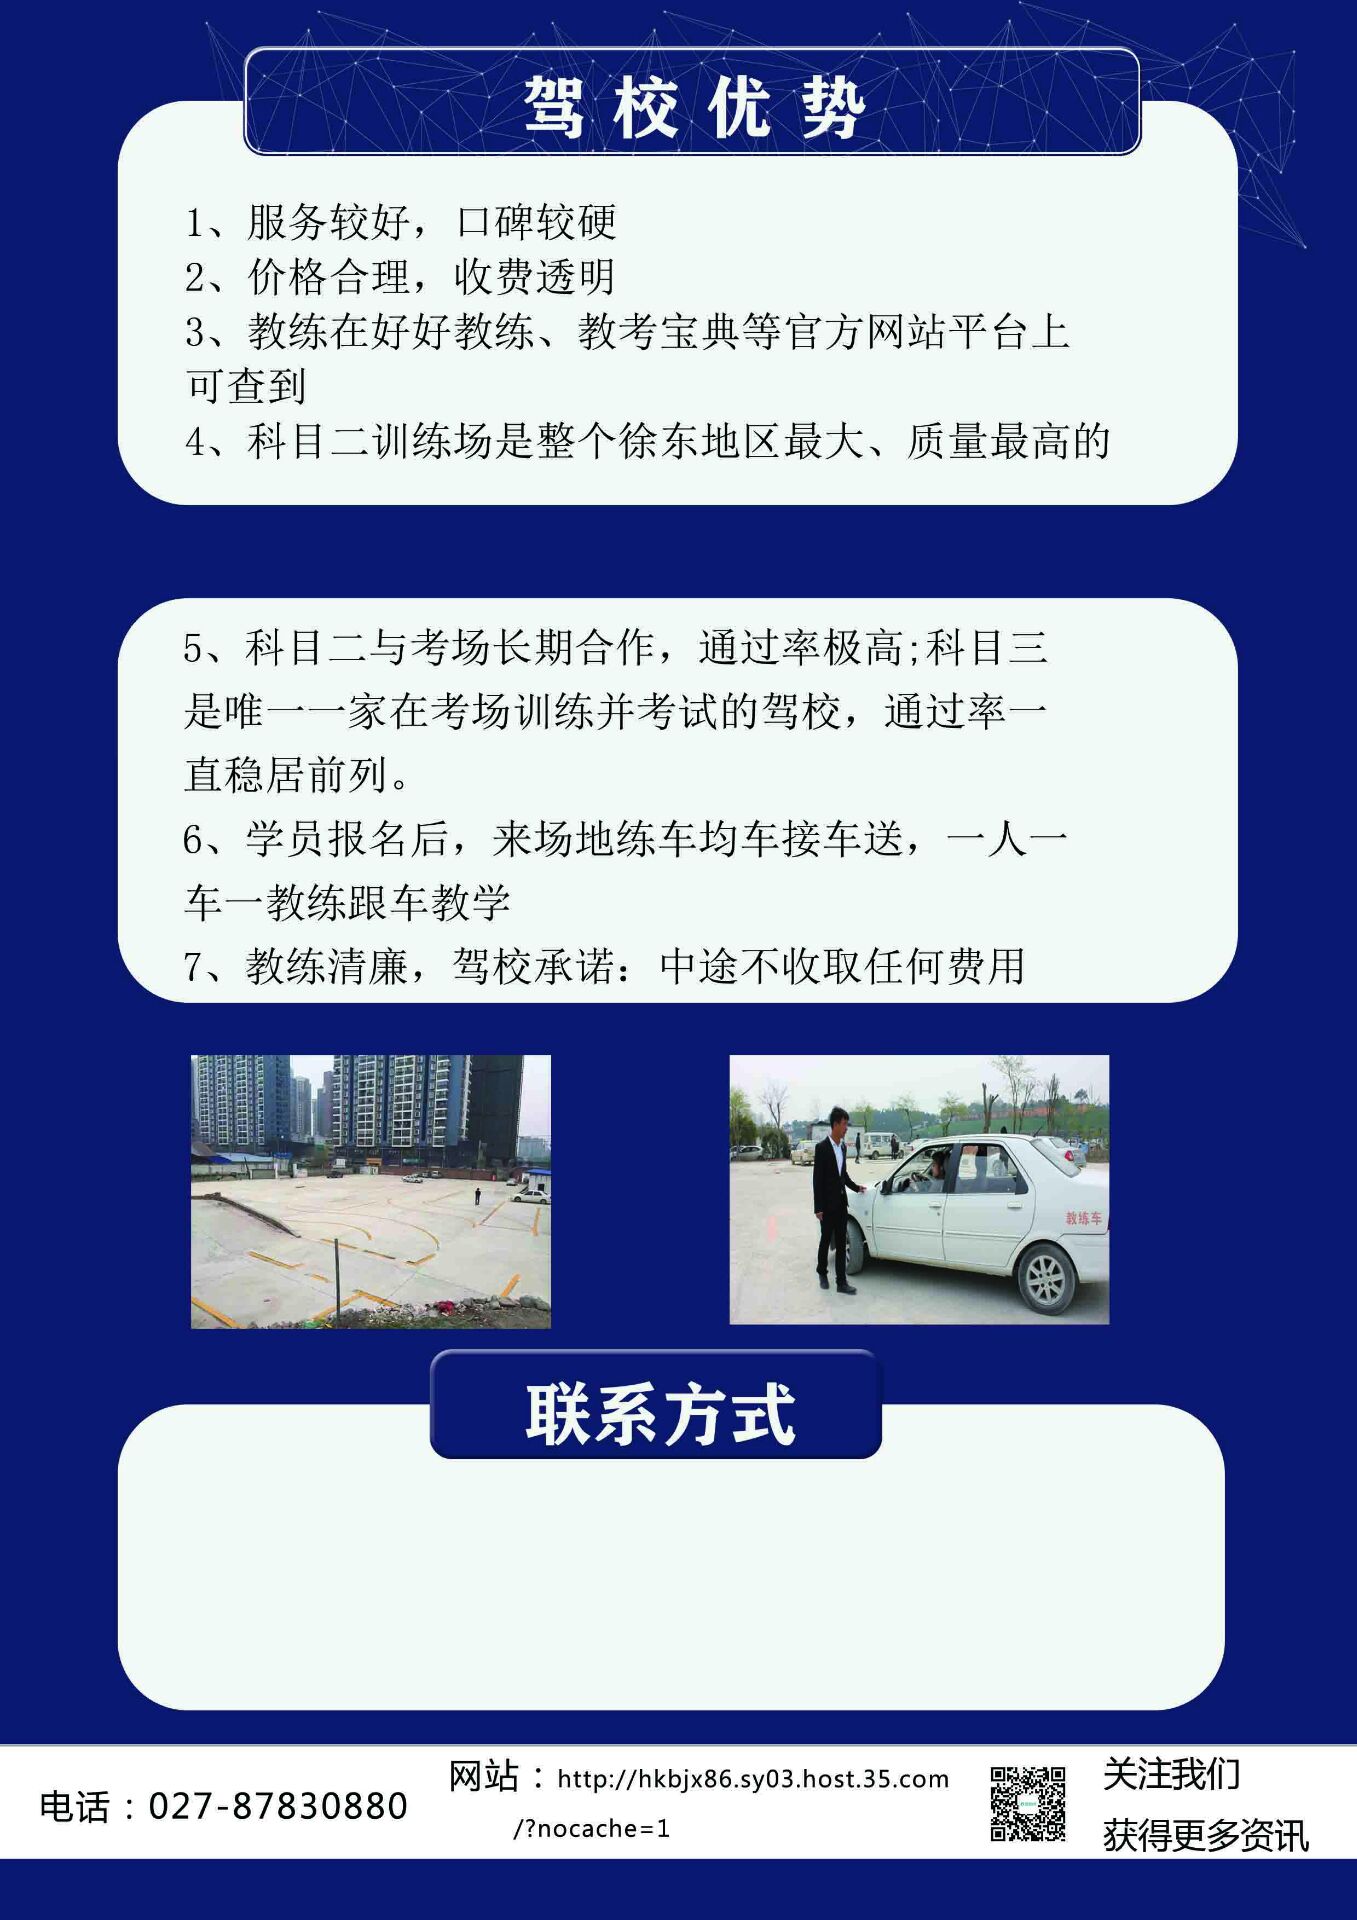 驾校优势
1、服务较好，口碑较硬
2、价格合理，收费透明
3、教练在好好教练、教考宝典等官方网站平台上
可查到
4、科目二训练场是整个徐东地区最大、质量最高的
5、科目二与考场长期合作，通过率极高;科目三
是唯一一家在考场训练并考试的驾校，通过率一
直稳居前列。
6、学员报名后，来场地练车均车接车送，一人一
车一教练跟车教学
7、教练清廉，驾校承诺：中途不收取任何费用
教练车
联系方式
电话：027-87830880
网站：http://hkbjx86.sy03.host.35.com
/?nocache=1
关注我们
获得更多资讯